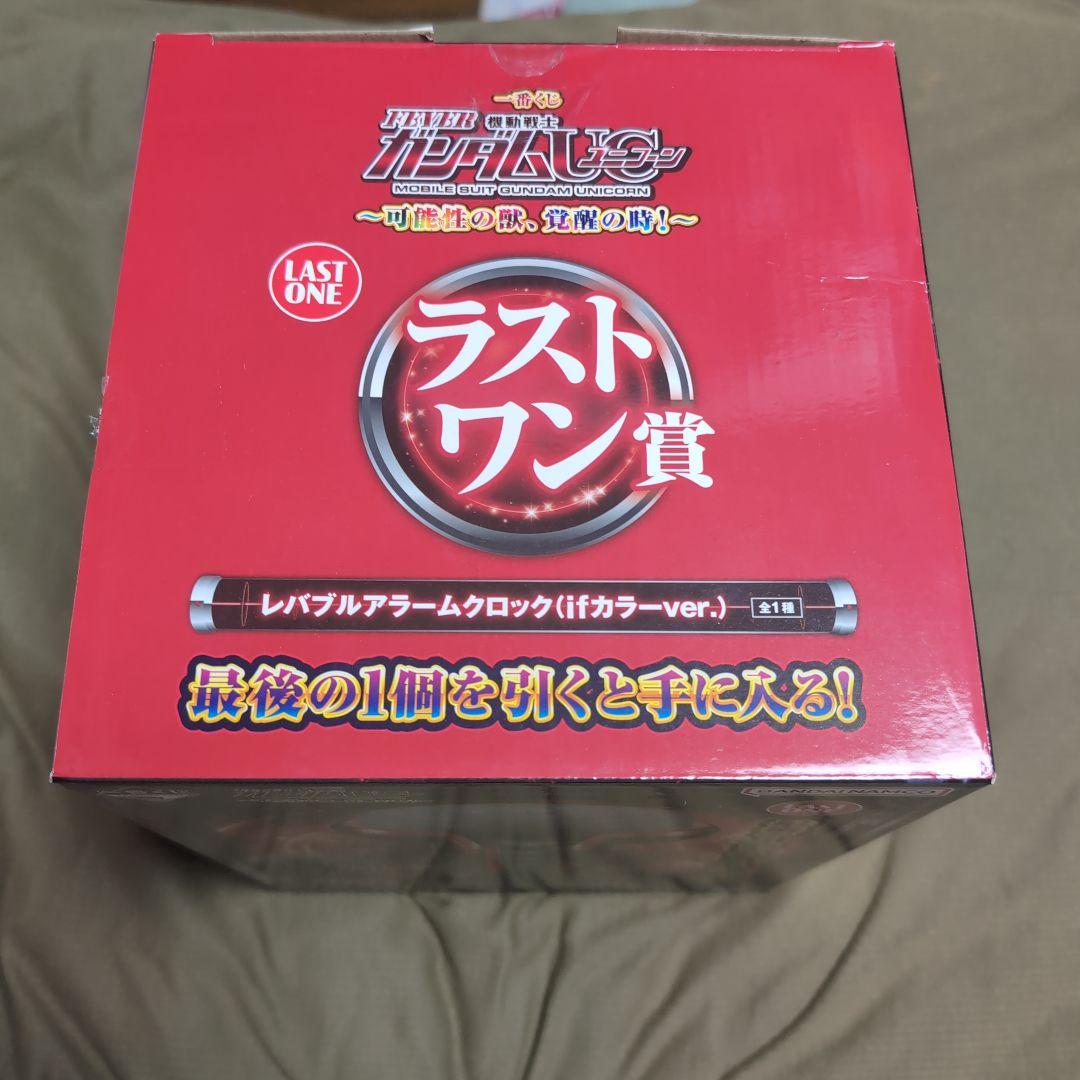 一番くじ
FEVER 機動戦士
ガンダムUC
ユニコーン
MOBILE SUIT GUNDAM UNICORN
～可能性の獣、覚醒の時!～
LAST
ONE
ラスト
ワン賞
レバブルアラームクロック(ifカラーver.) 全1種
最後の1個を引くと手に入る!
BANDAI NAMCO